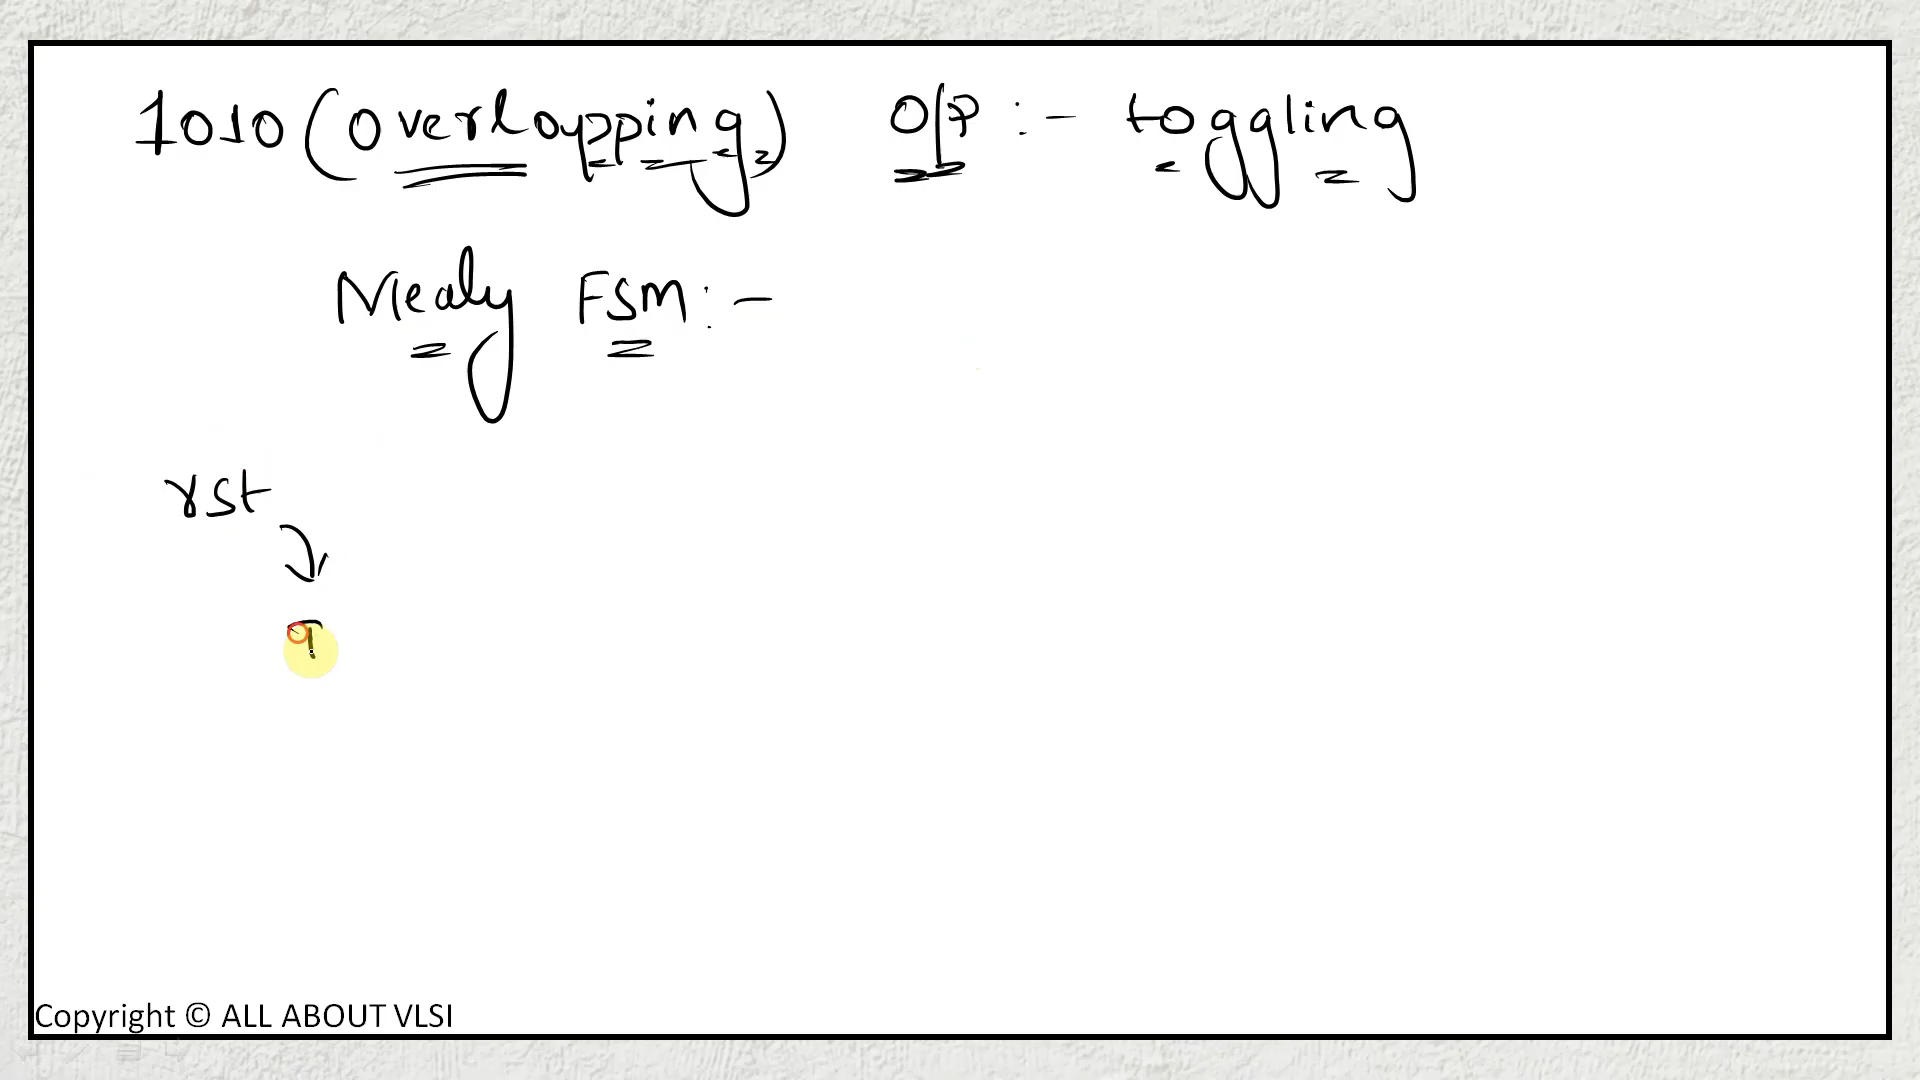 1010 (overlapping) O/P :- toggling
Mealy FSM :-
rst
Copyright © ALL ABOUT VLSI